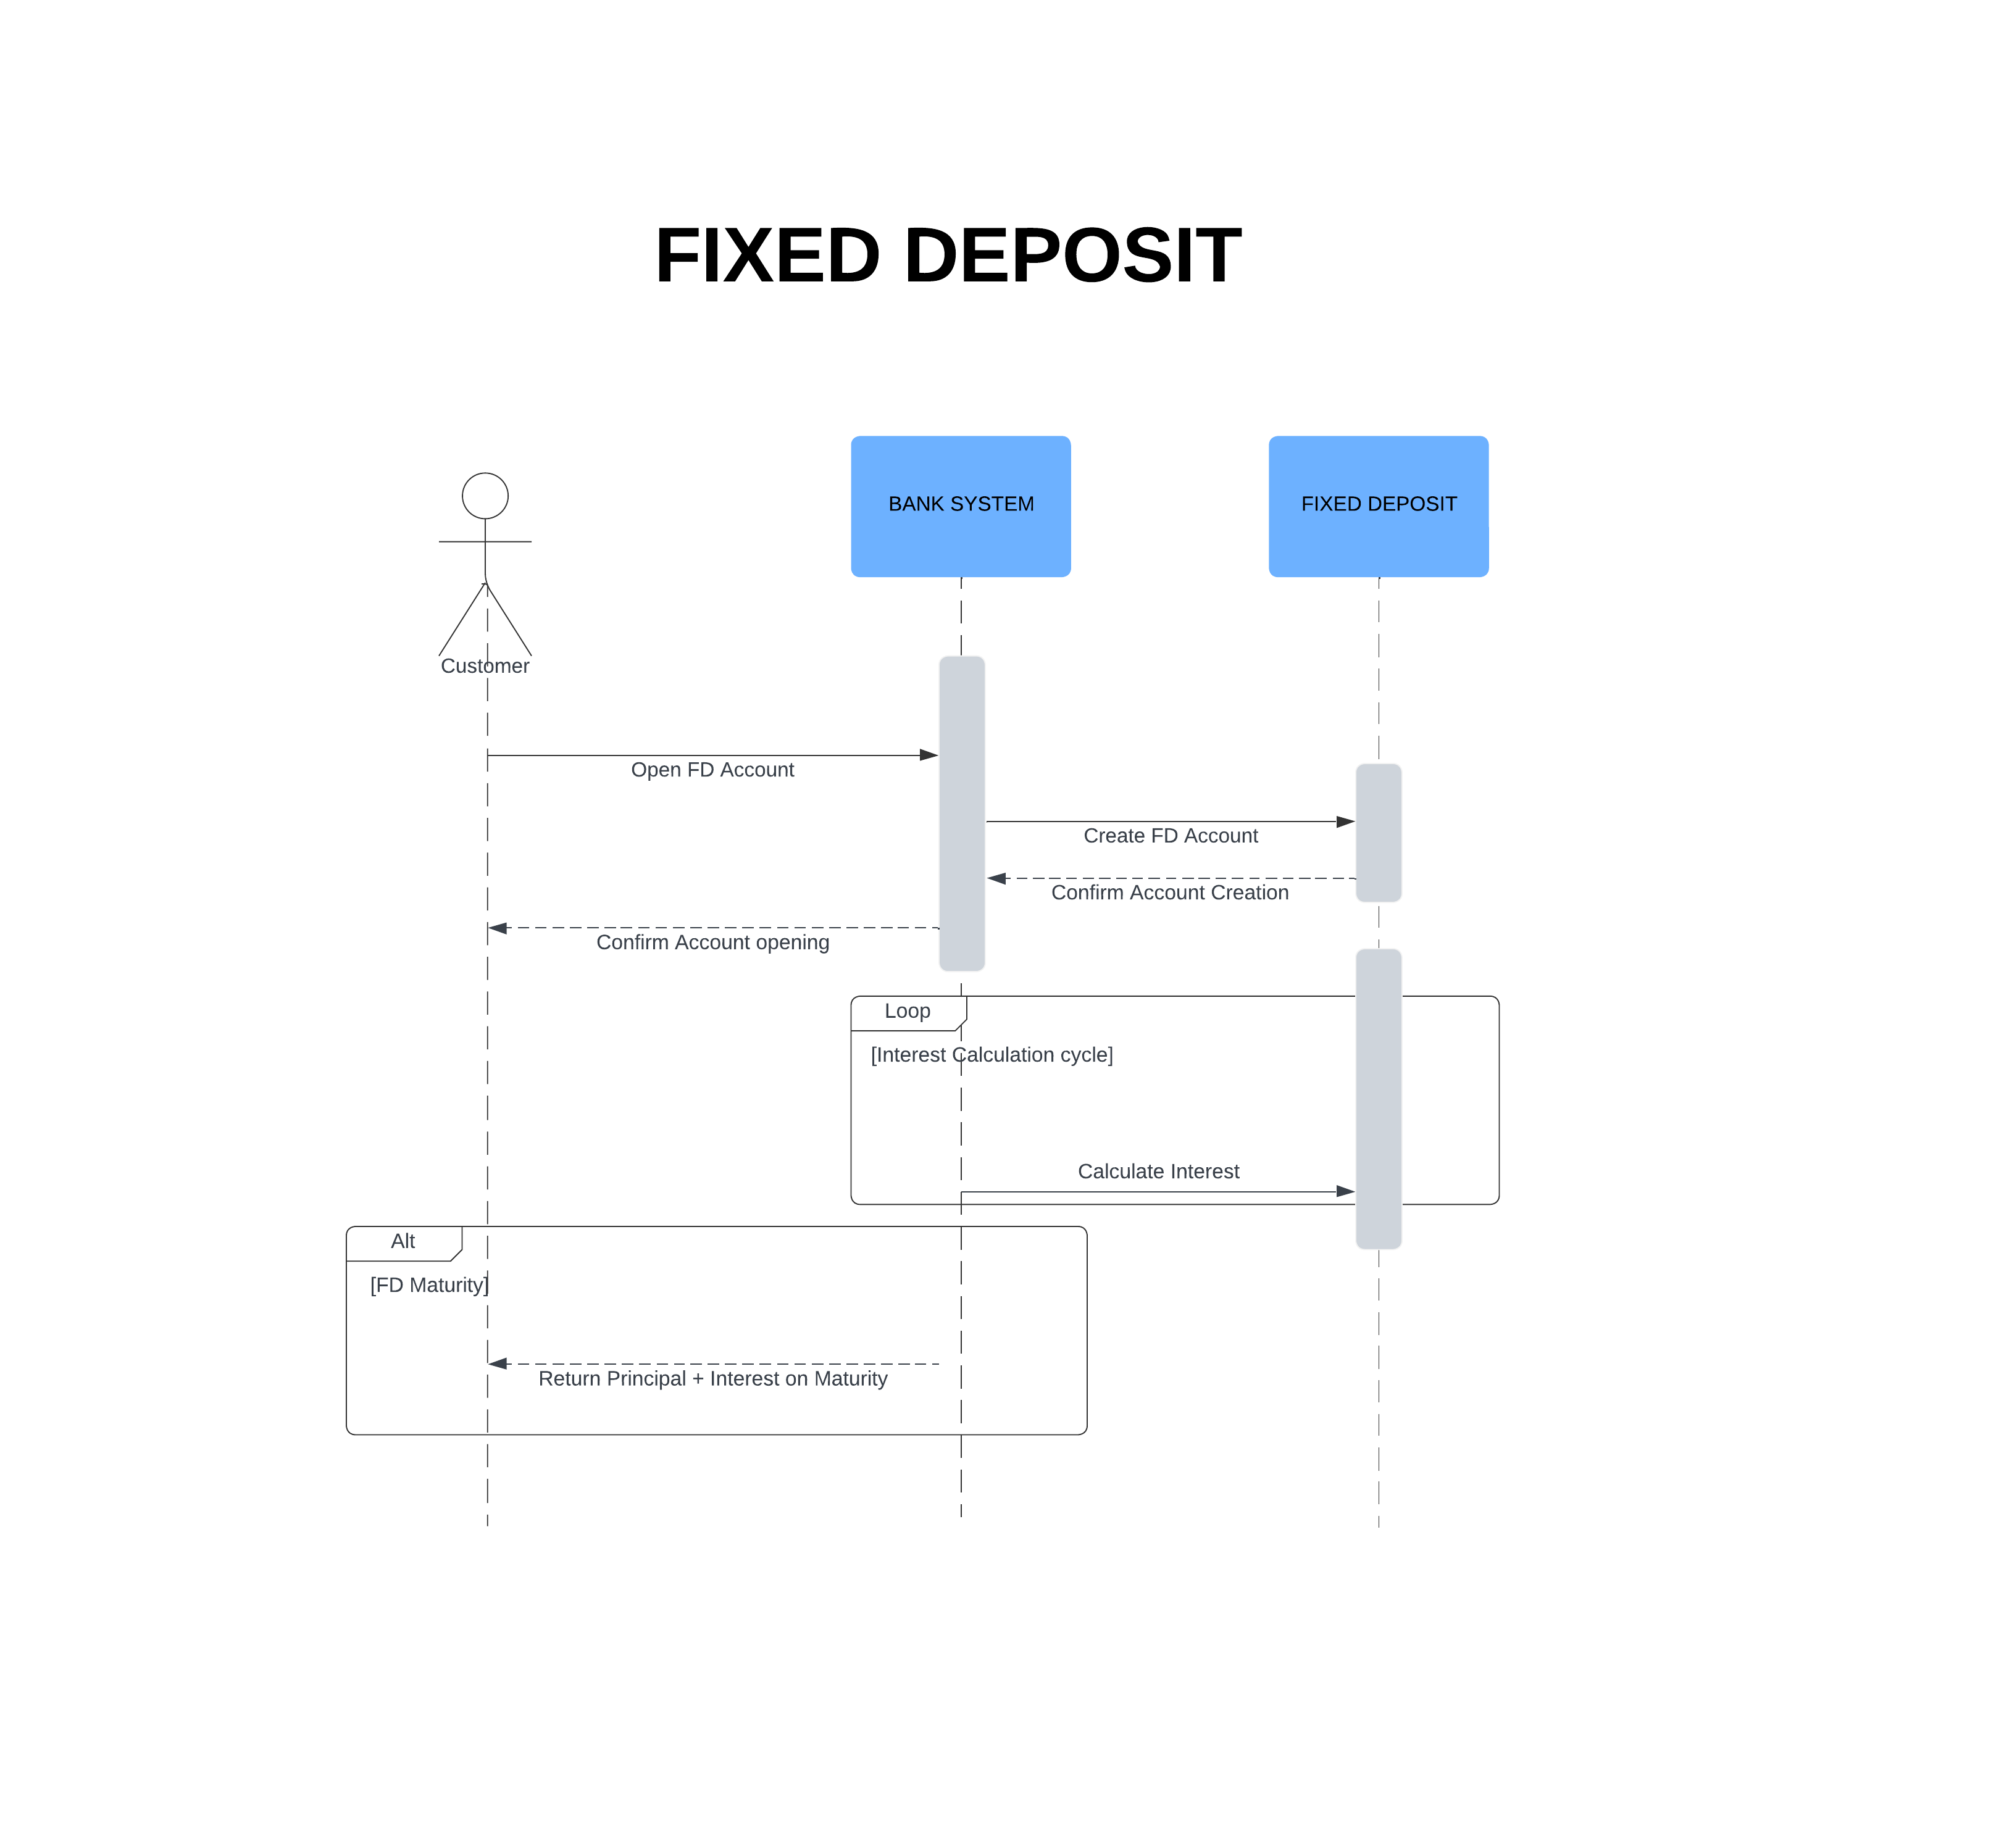 FIXED DEPOSIT
BANK SYSTEM
FIXED DEPOSIT
Customer
Open FD Account
Create FD Account
Confirm Account Creation
Confirm Account opening
Loop
[Interest Calculation cycle]
Calculate Interest
Alt
[FD Maturity]
Return Principal + Interest on Maturity